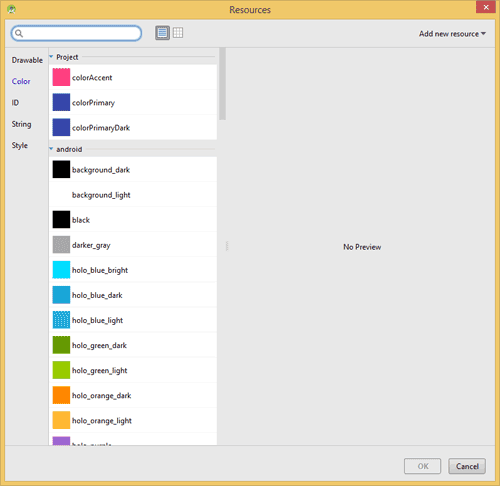 Resources
Add new resource
Drawable
Color
ID
String
Style
Project
colorAccent
colorPrimary
colorPrimaryDark
android
background_dark
background_light
black
darker_gray
holo_blue_bright
holo_blue_dark
holo_blue_light
holo_green_dark
holo_green_light
holo_orange_dark
holo_orange_light
holo_purple
No Preview
OK
Cancel